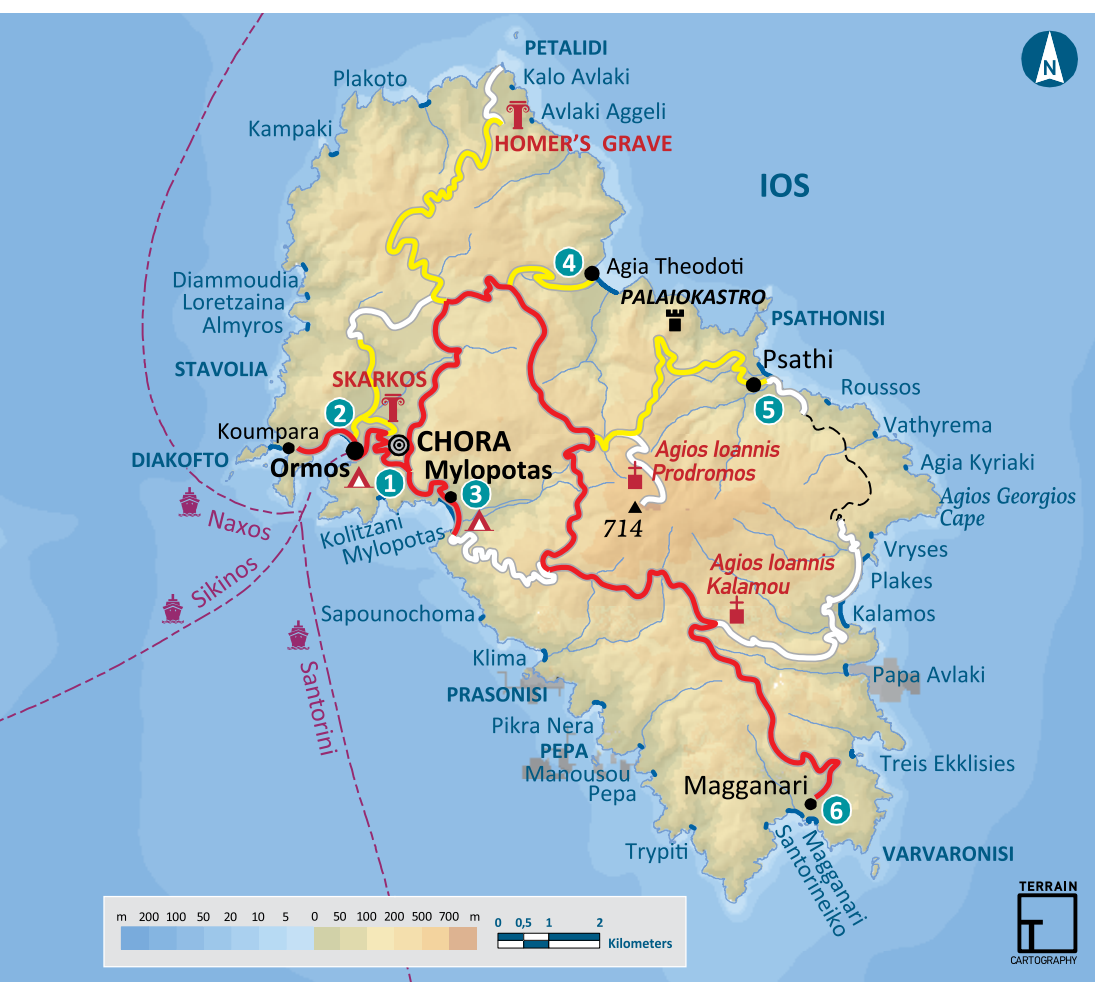 PETALIDI
Kalo Avlaki
Plakoto
Avlaki Aggeli
Kampaki
HOMER'S GRAVE
N
IOS
4
Agia Theodoti
Diammoudia
Loretzaina
Almyros
PALAIOKASTRO
PSATHONISI
STAVOLIA
SKARKOS
Psathi
Roussos
2
5
Koumpara
CHORA
Vathyrema
DIAKOFTO
Ormos
Mylopotas
Agios Ioannis
Prodromos
Agia Kyriaki
1
3
Agios Georgios
Cape
Naxos
Kolitzani
Mylopotas
714
Vryses
Sikinos
Agios Ioannis
Kalamou
Plakes
Sapounochoma
Kalamos
Santorini
Klima
Papa Avlaki
PRASONISI
Pikra Nera
PEPA
Manousou
Pepa
Treis Ekklisies
Magganari
6
Trypiti
Magganari
Santorineiko
VARVARONISI
m 200 100 50 20 10 5 0 50 100 200 500 700 m
0 0,5 1 2
Kilometers
TERRAIN
T
CARTOGRAPHY